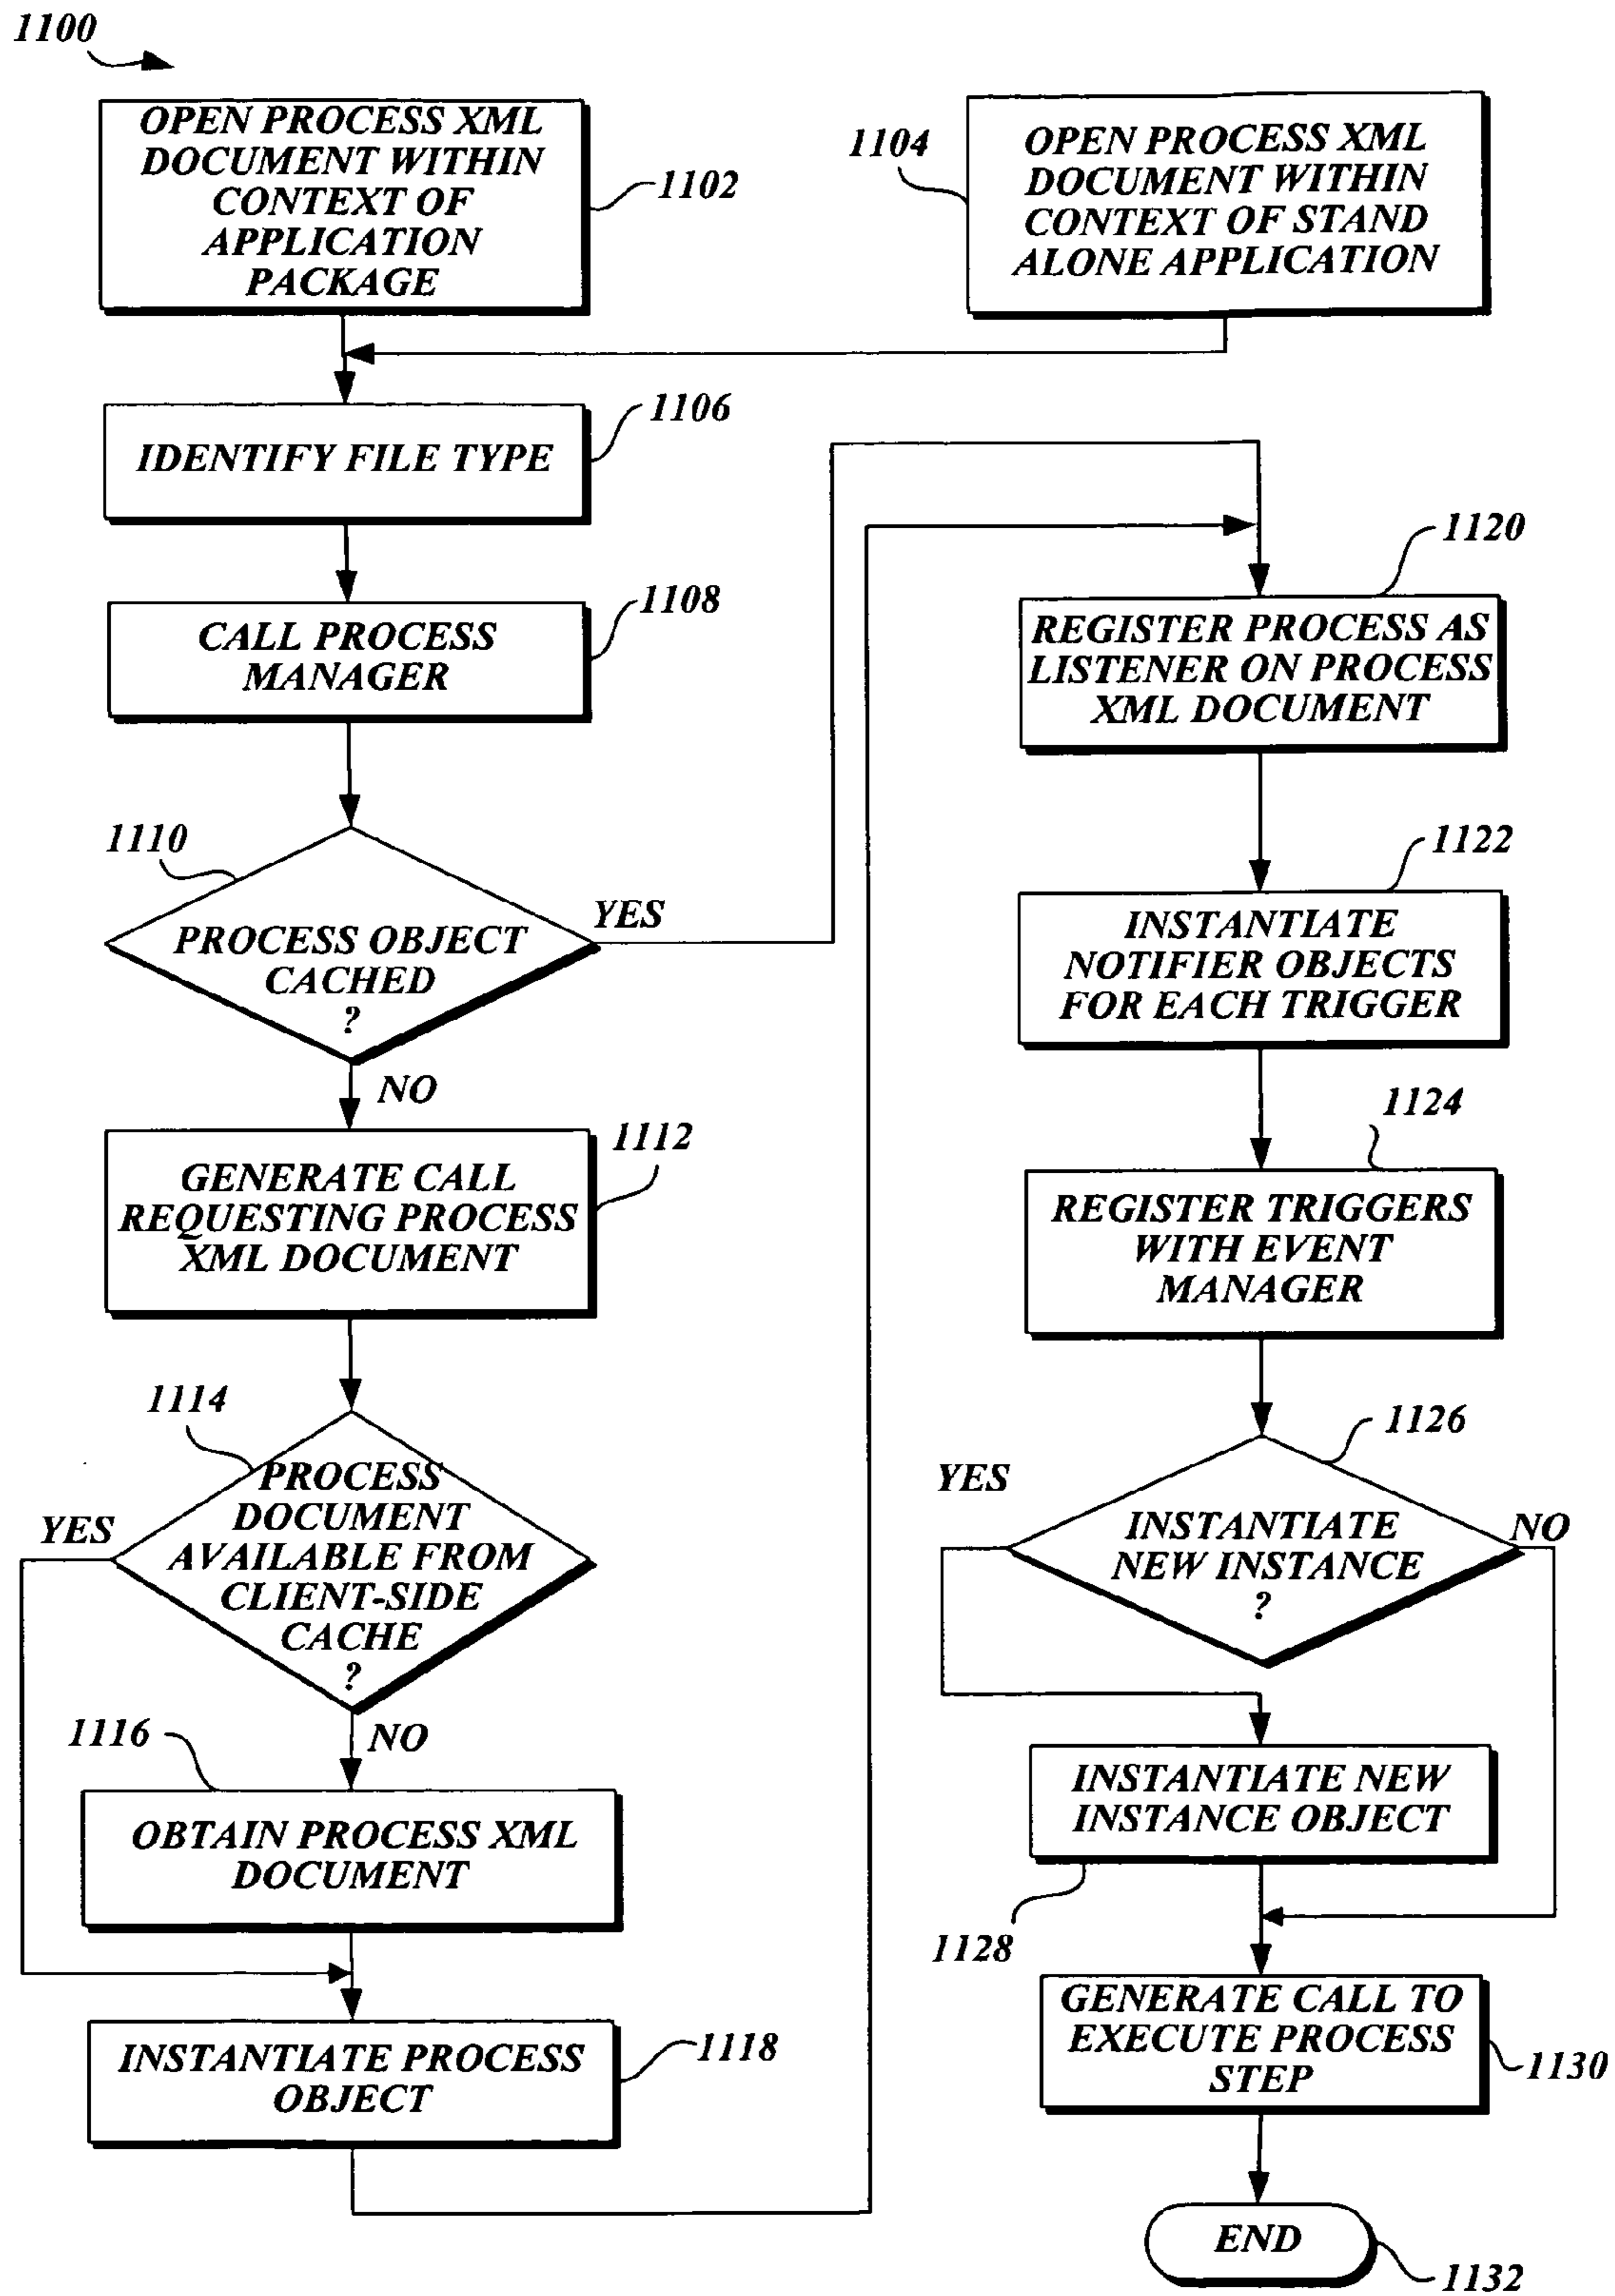 1100
OPEN PROCESS XML
DOCUMENT WITHIN
CONTEXT OF
APPLICATION
PACKAGE
1102
1104
OPEN PROCESS XML
DOCUMENT WITHIN
CONTEXT OF STAND
ALONE APPLICATION
1106
IDENTIFY FILE TYPE
1108
CALL PROCESS
MANAGER
1110
PROCESS OBJECT
CACHED
?
YES
NO
1112
GENERATE CALL
REQUESTING PROCESS
XML DOCUMENT
1114
PROCESS
DOCUMENT
AVAILABLE FROM
CLIENT-SIDE
CACHE
?
YES
NO
1116
OBTAIN PROCESS XML
DOCUMENT
INSTANTIATE PROCESS
OBJECT
1118
1120
REGISTER PROCESS AS
LISTENER ON PROCESS
XML DOCUMENT
1122
INSTANTIATE
NOTIFIER OBJECTS
FOR EACH TRIGGER
1124
REGISTER TRIGGERS
WITH EVENT
MANAGER
1126
YES
INSTANTIATE
NEW INSTANCE
?
NO
INSTANTIATE NEW
INSTANCE OBJECT
1128
GENERATE CALL TO
EXECUTE PROCESS
STEP
1130
END
1132